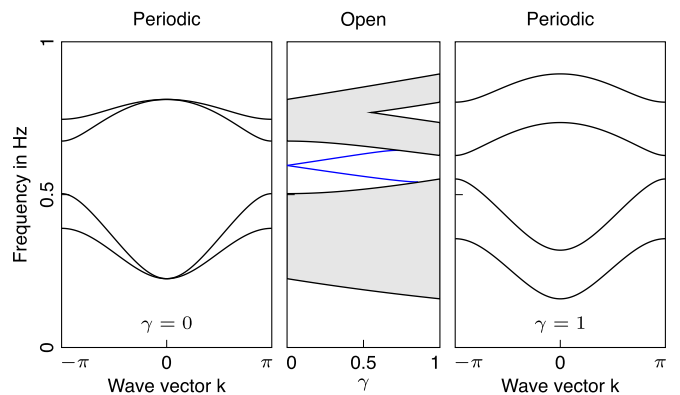 Periodic Open Periodic
1
0.5
0
Frequency in Hz
γ = 0 γ = 1
−π 0 π 0 0.5 1 −π 0 π
Wave vector k γ Wave vector k